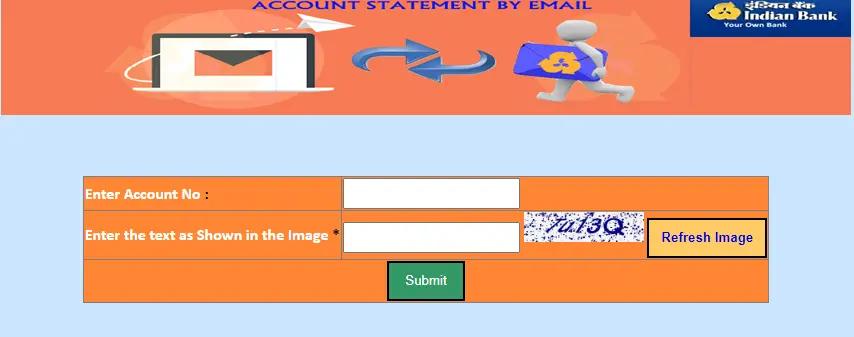 ACCOUNT STATEMENT BY EMAIL
इंडियन बैंक
Indian Bank
Your Own Bank
Enter Account No :
Enter the text as Shown in the Image *
Refresh Image
Submit